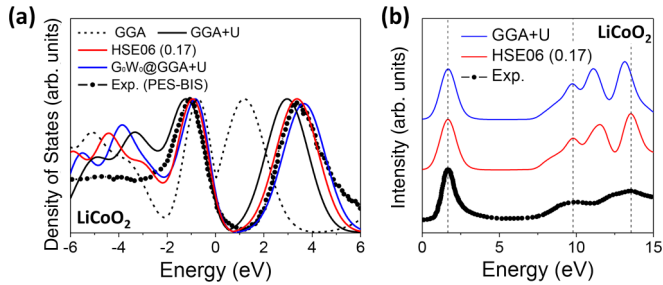 (a)
GGA
GGA+U
HSE06 (0.17)
G₀W₀@GGA+U
Exp. (PES-BIS)
Density of States (arb. units)
LiCoO₂
-6
-4
-2
0
2
4
6
Energy (eV)
(b)
LiCoO₂
GGA+U
HSE06 (0.17)
Exp.
Intensity (arb. units)
0
5
10
15
Energy (eV)